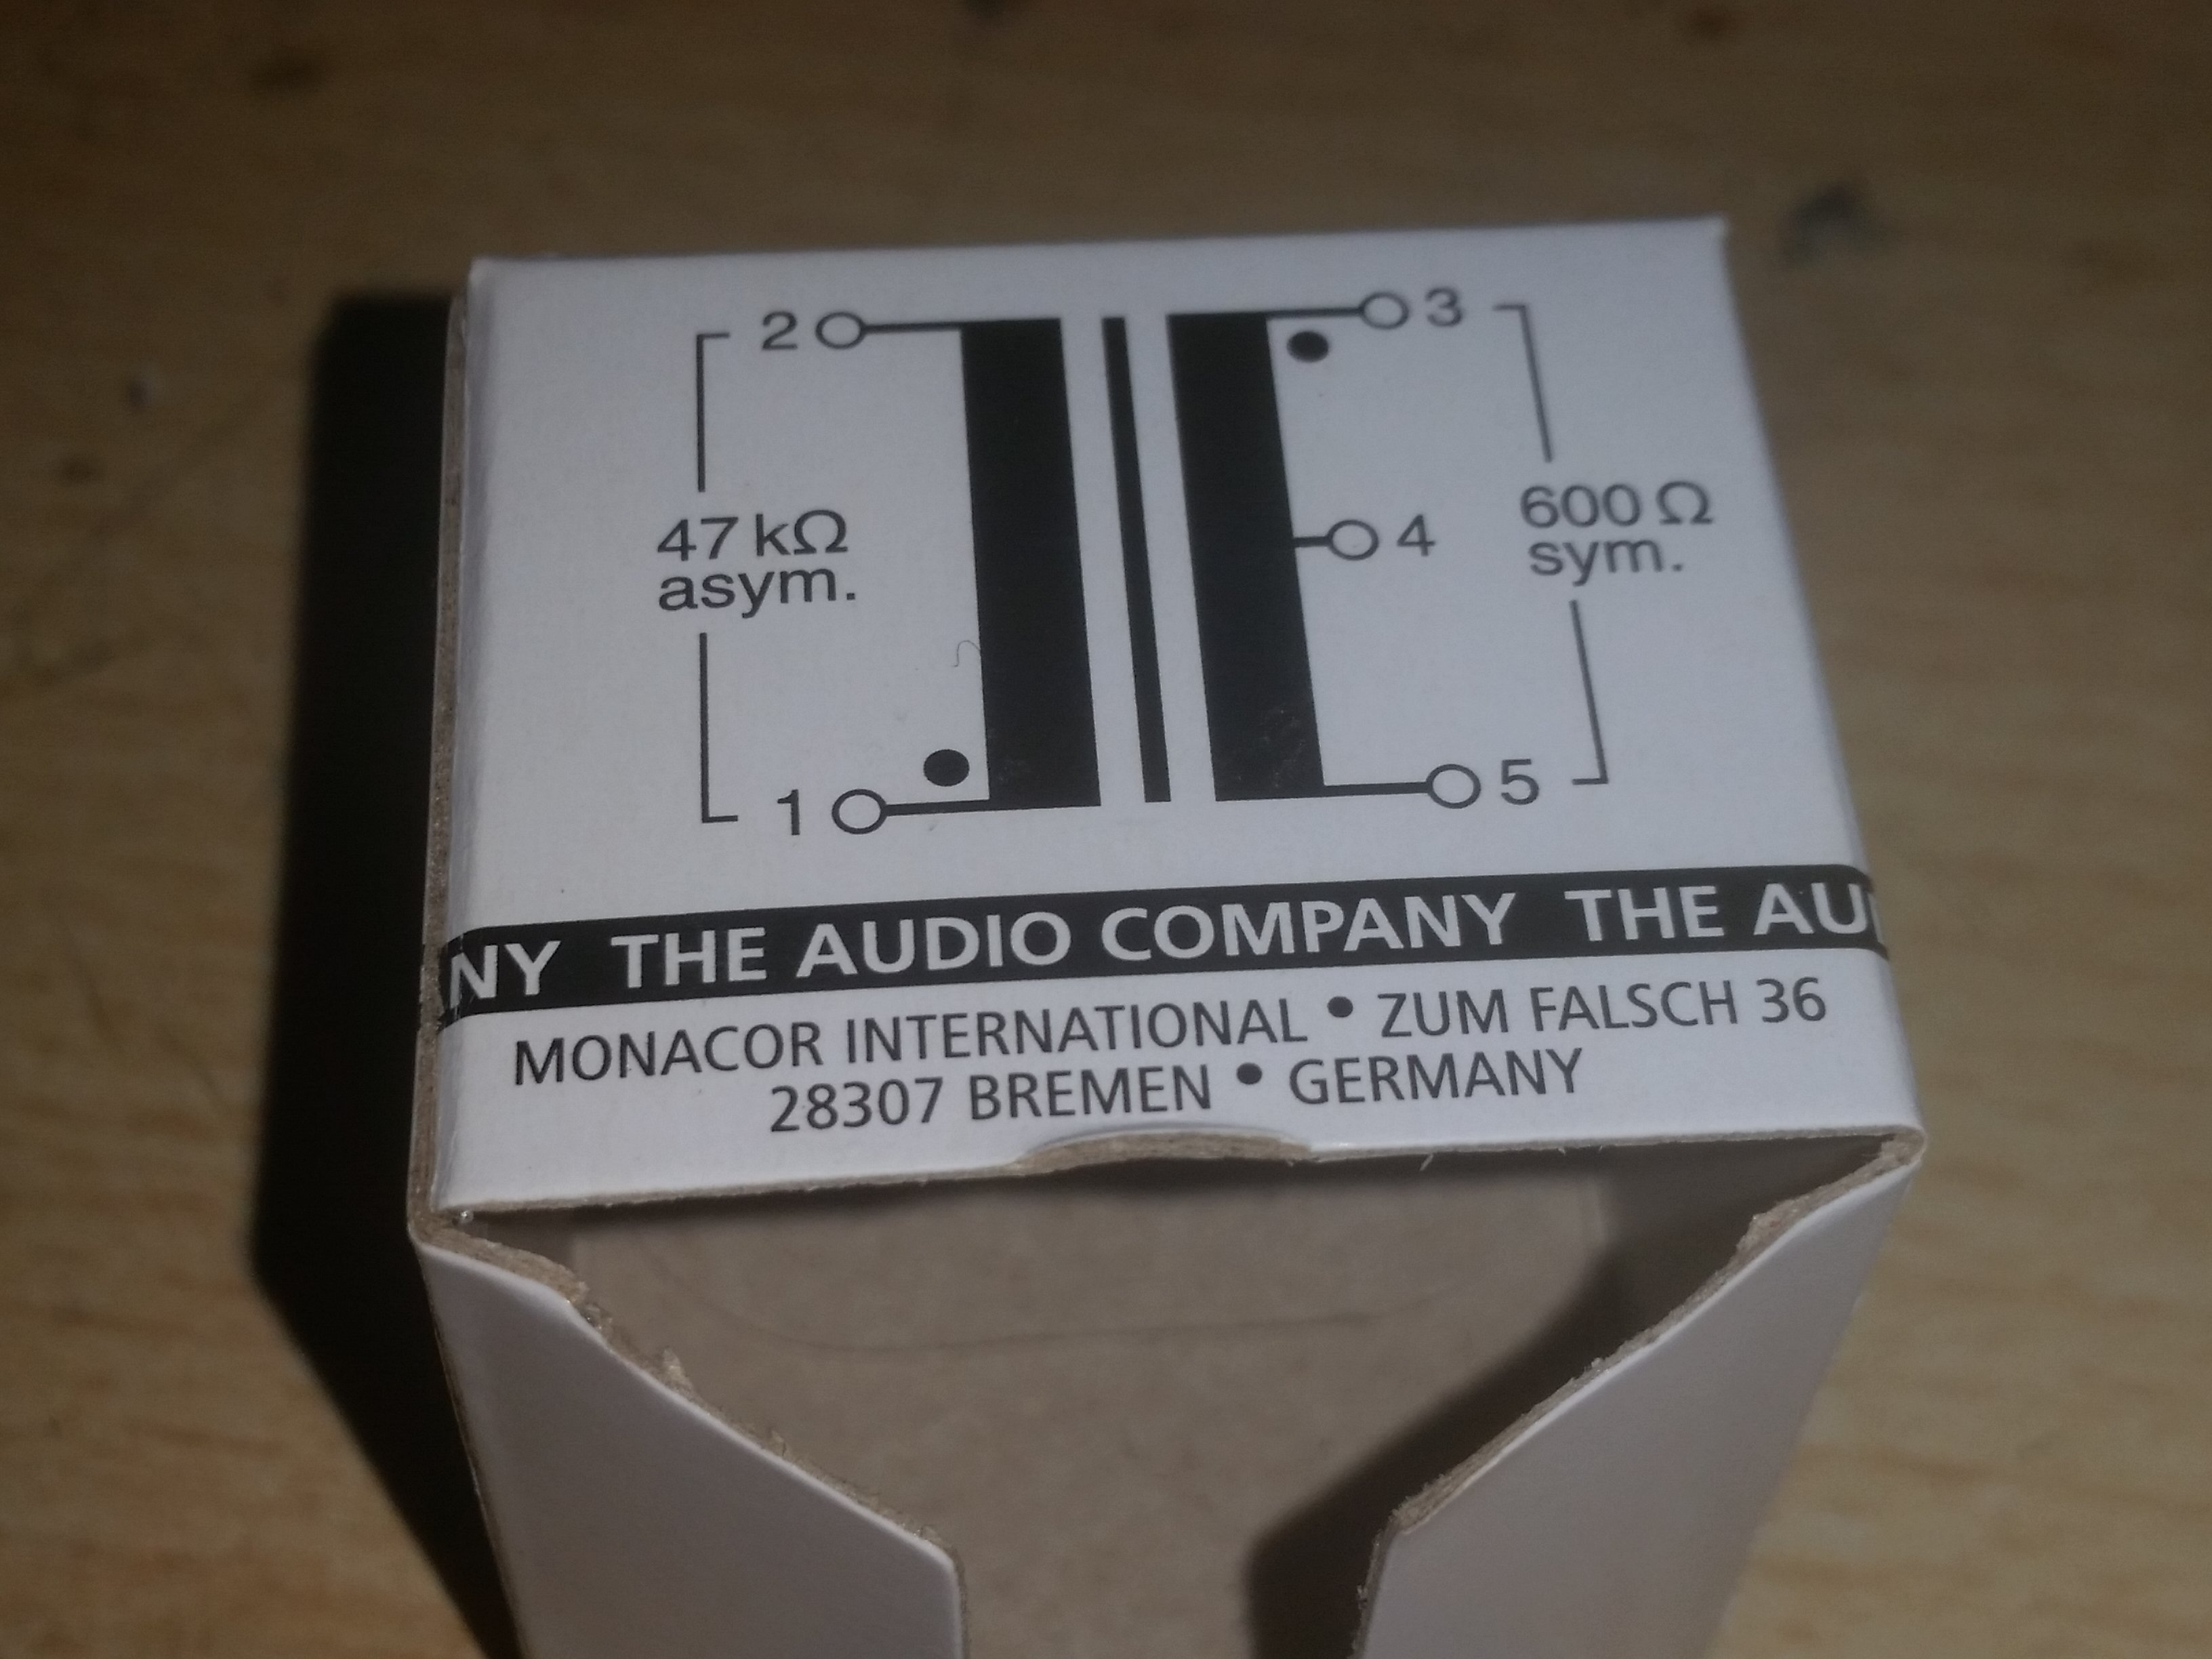 2 3
47 kΩ 600 Ω
asym. 4 sym.
1 5
NY THE AUDIO COMPANY THE AU
MONACOR INTERNATIONAL • ZUM FALSCH 36
28307 BREMEN • GERMANY